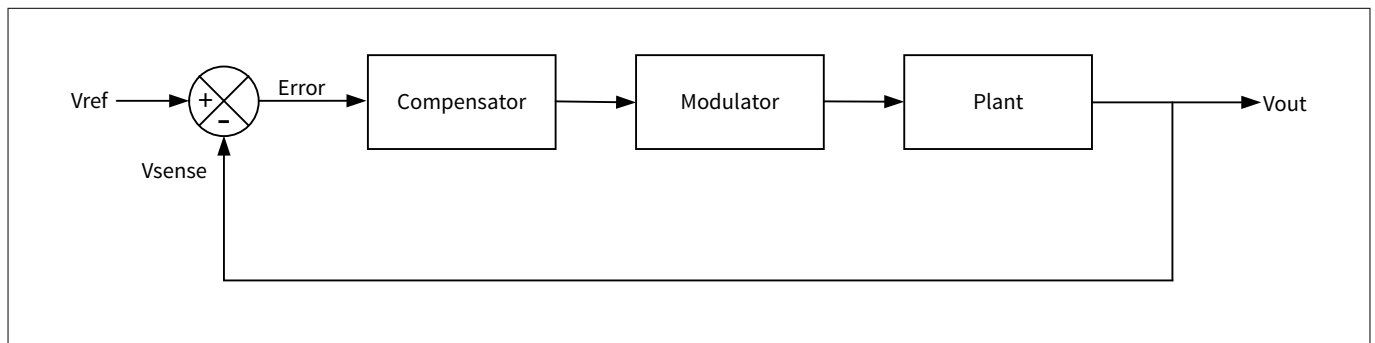 Vref
+
-
Error
Compensator
Modulator
Plant
Vout
Vsense